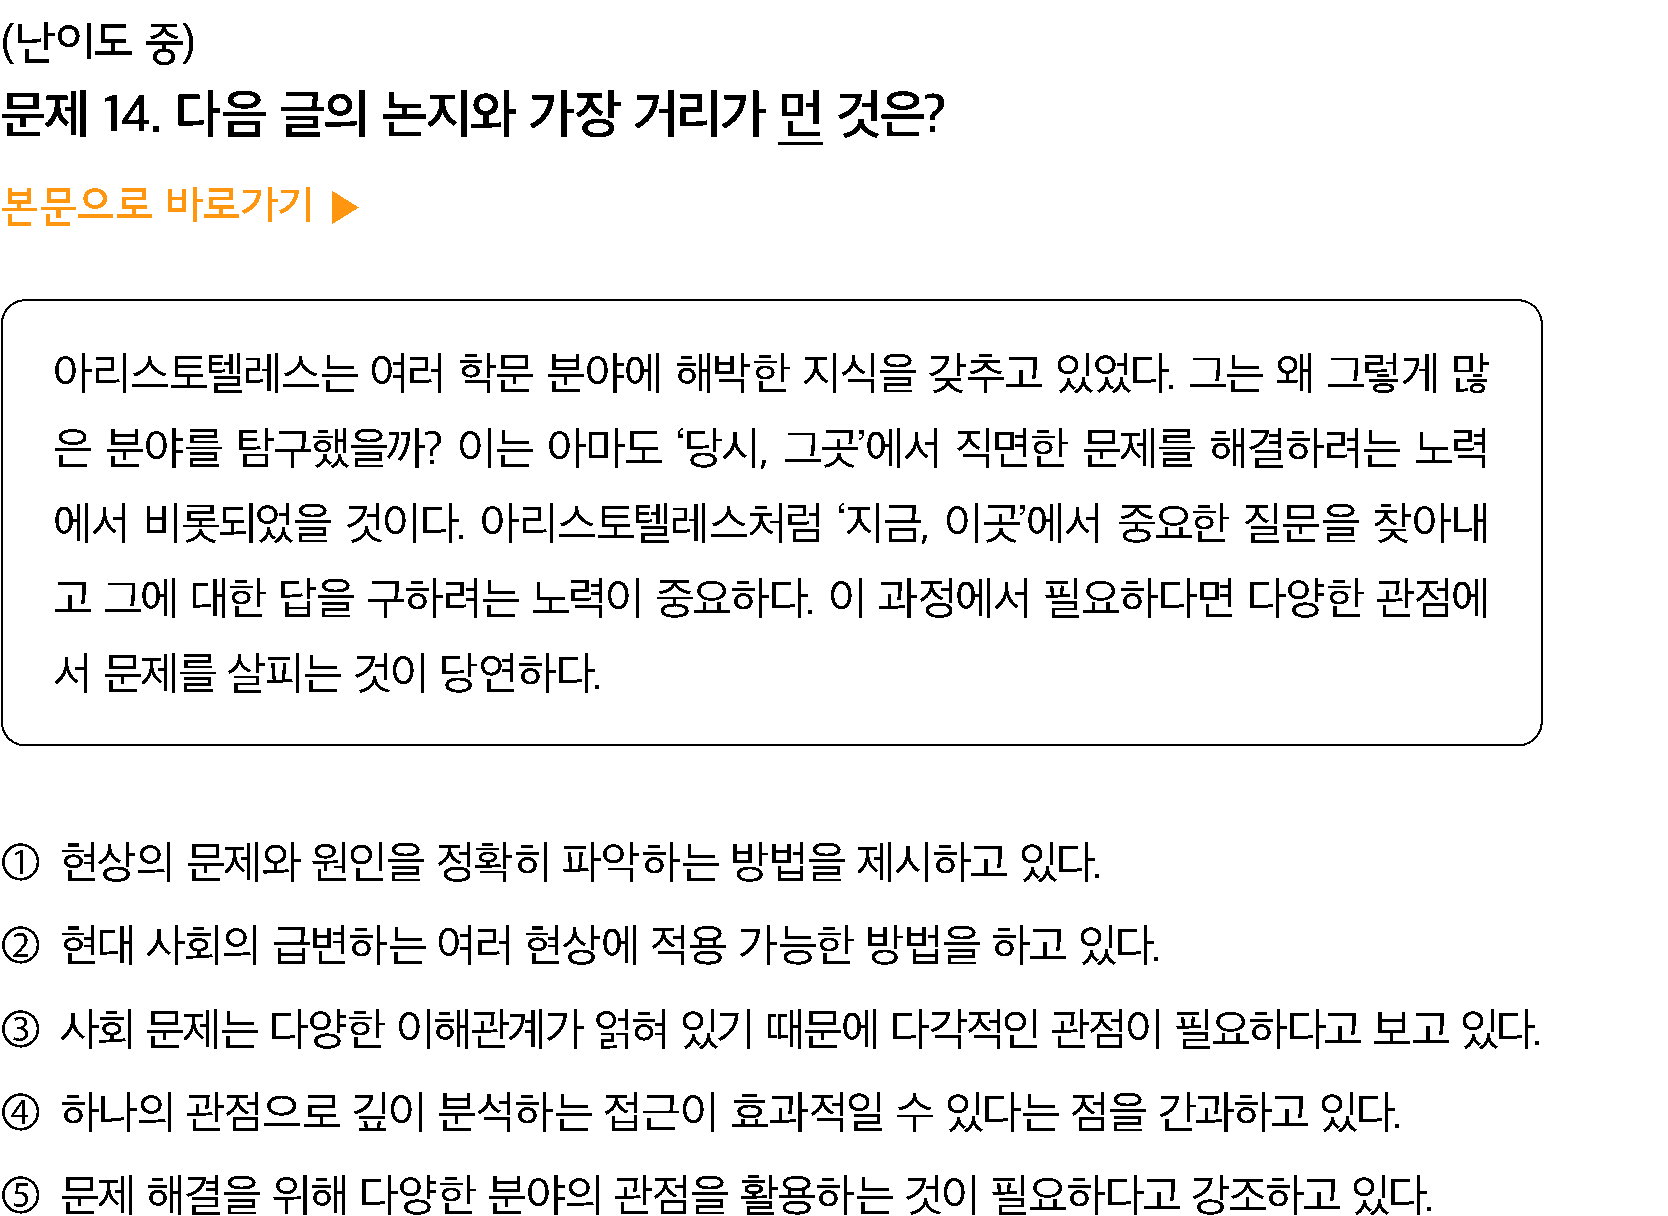 (난이도 중)
문제 14. 다음 글의 논지와 가장 거리가 먼 것은?
본문으로 바로가기 ▶
아리스토텔레스는 여러 학문 분야에 해박한 지식을 갖추고 있었다. 그는 왜 그렇게 많
은 분야를 탐구했을까? 이는 아마도 ‘당시, 그곳’에서 직면한 문제를 해결하려는 노력
에서 비롯되었을 것이다. 아리스토텔레스처럼 ‘지금, 이곳’에서 중요한 질문을 찾아내
고 그에 대한 답을 구하려는 노력이 중요하다. 이 과정에서 필요하다면 다양한 관점에
서 문제를 살피는 것이 당연하다.
① 현상의 문제와 원인을 정확히 파악하는 방법을 제시하고 있다.
② 현대 사회의 급변하는 여러 현상에 적용 가능한 방법을 하고 있다.
③ 사회 문제는 다양한 이해관계가 얽혀 있기 때문에 다각적인 관점이 필요하다고 보고 있다.
④ 하나의 관점으로 깊이 분석하는 접근이 효과적일 수 있다는 점을 간과하고 있다.
⑤ 문제 해결을 위해 다양한 분야의 관점을 활용하는 것이 필요하다고 강조하고 있다.